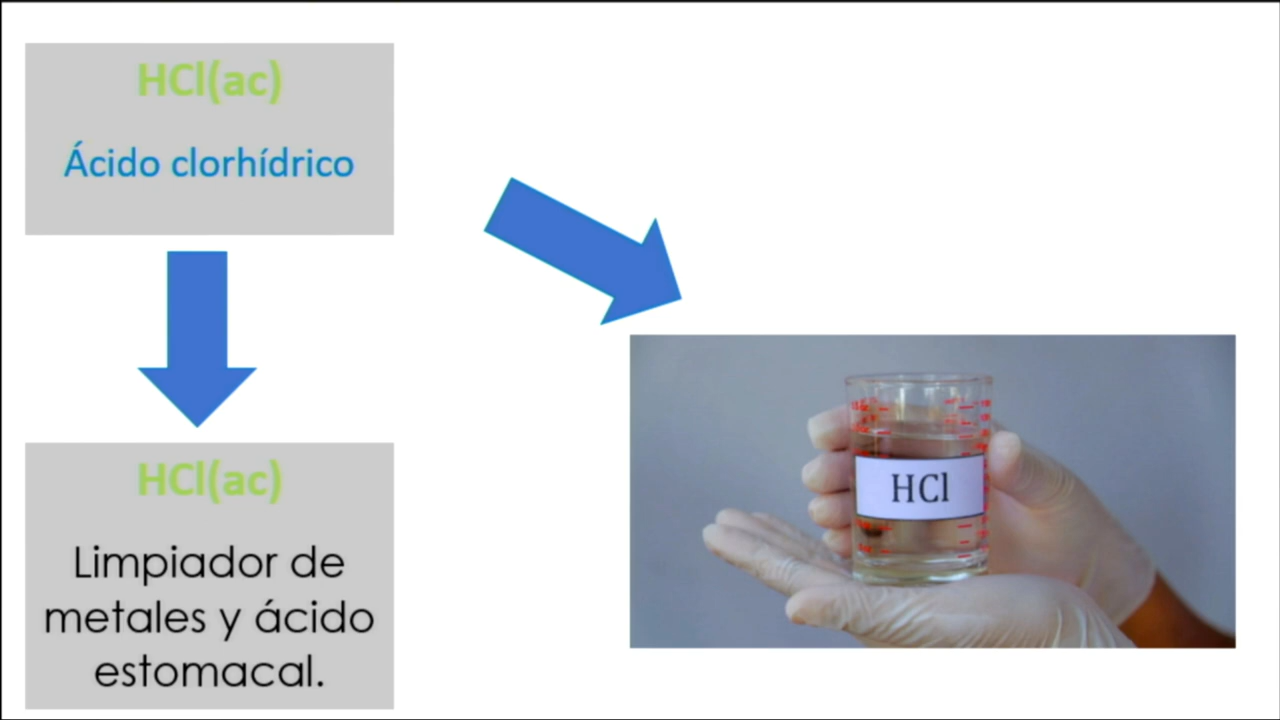 HCl(ac)
Ácido clorhídrico
HCl(ac)
Limpiador de
metales y ácido
estomacal.
HCl